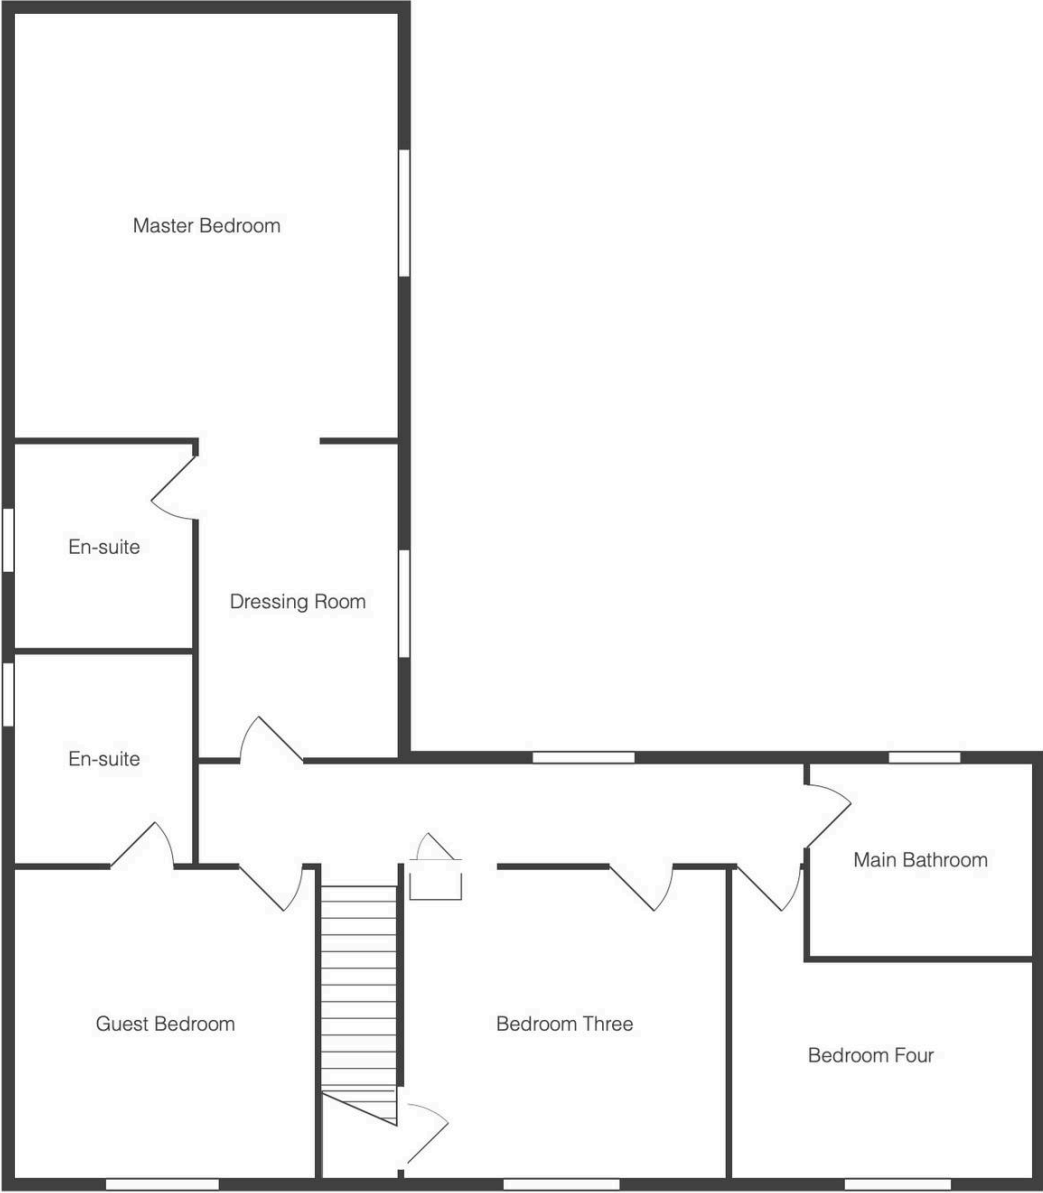 Master Bedroom
En-suite
Dressing Room
En-suite
Main Bathroom
Guest Bedroom
Bedroom Three
Bedroom Four